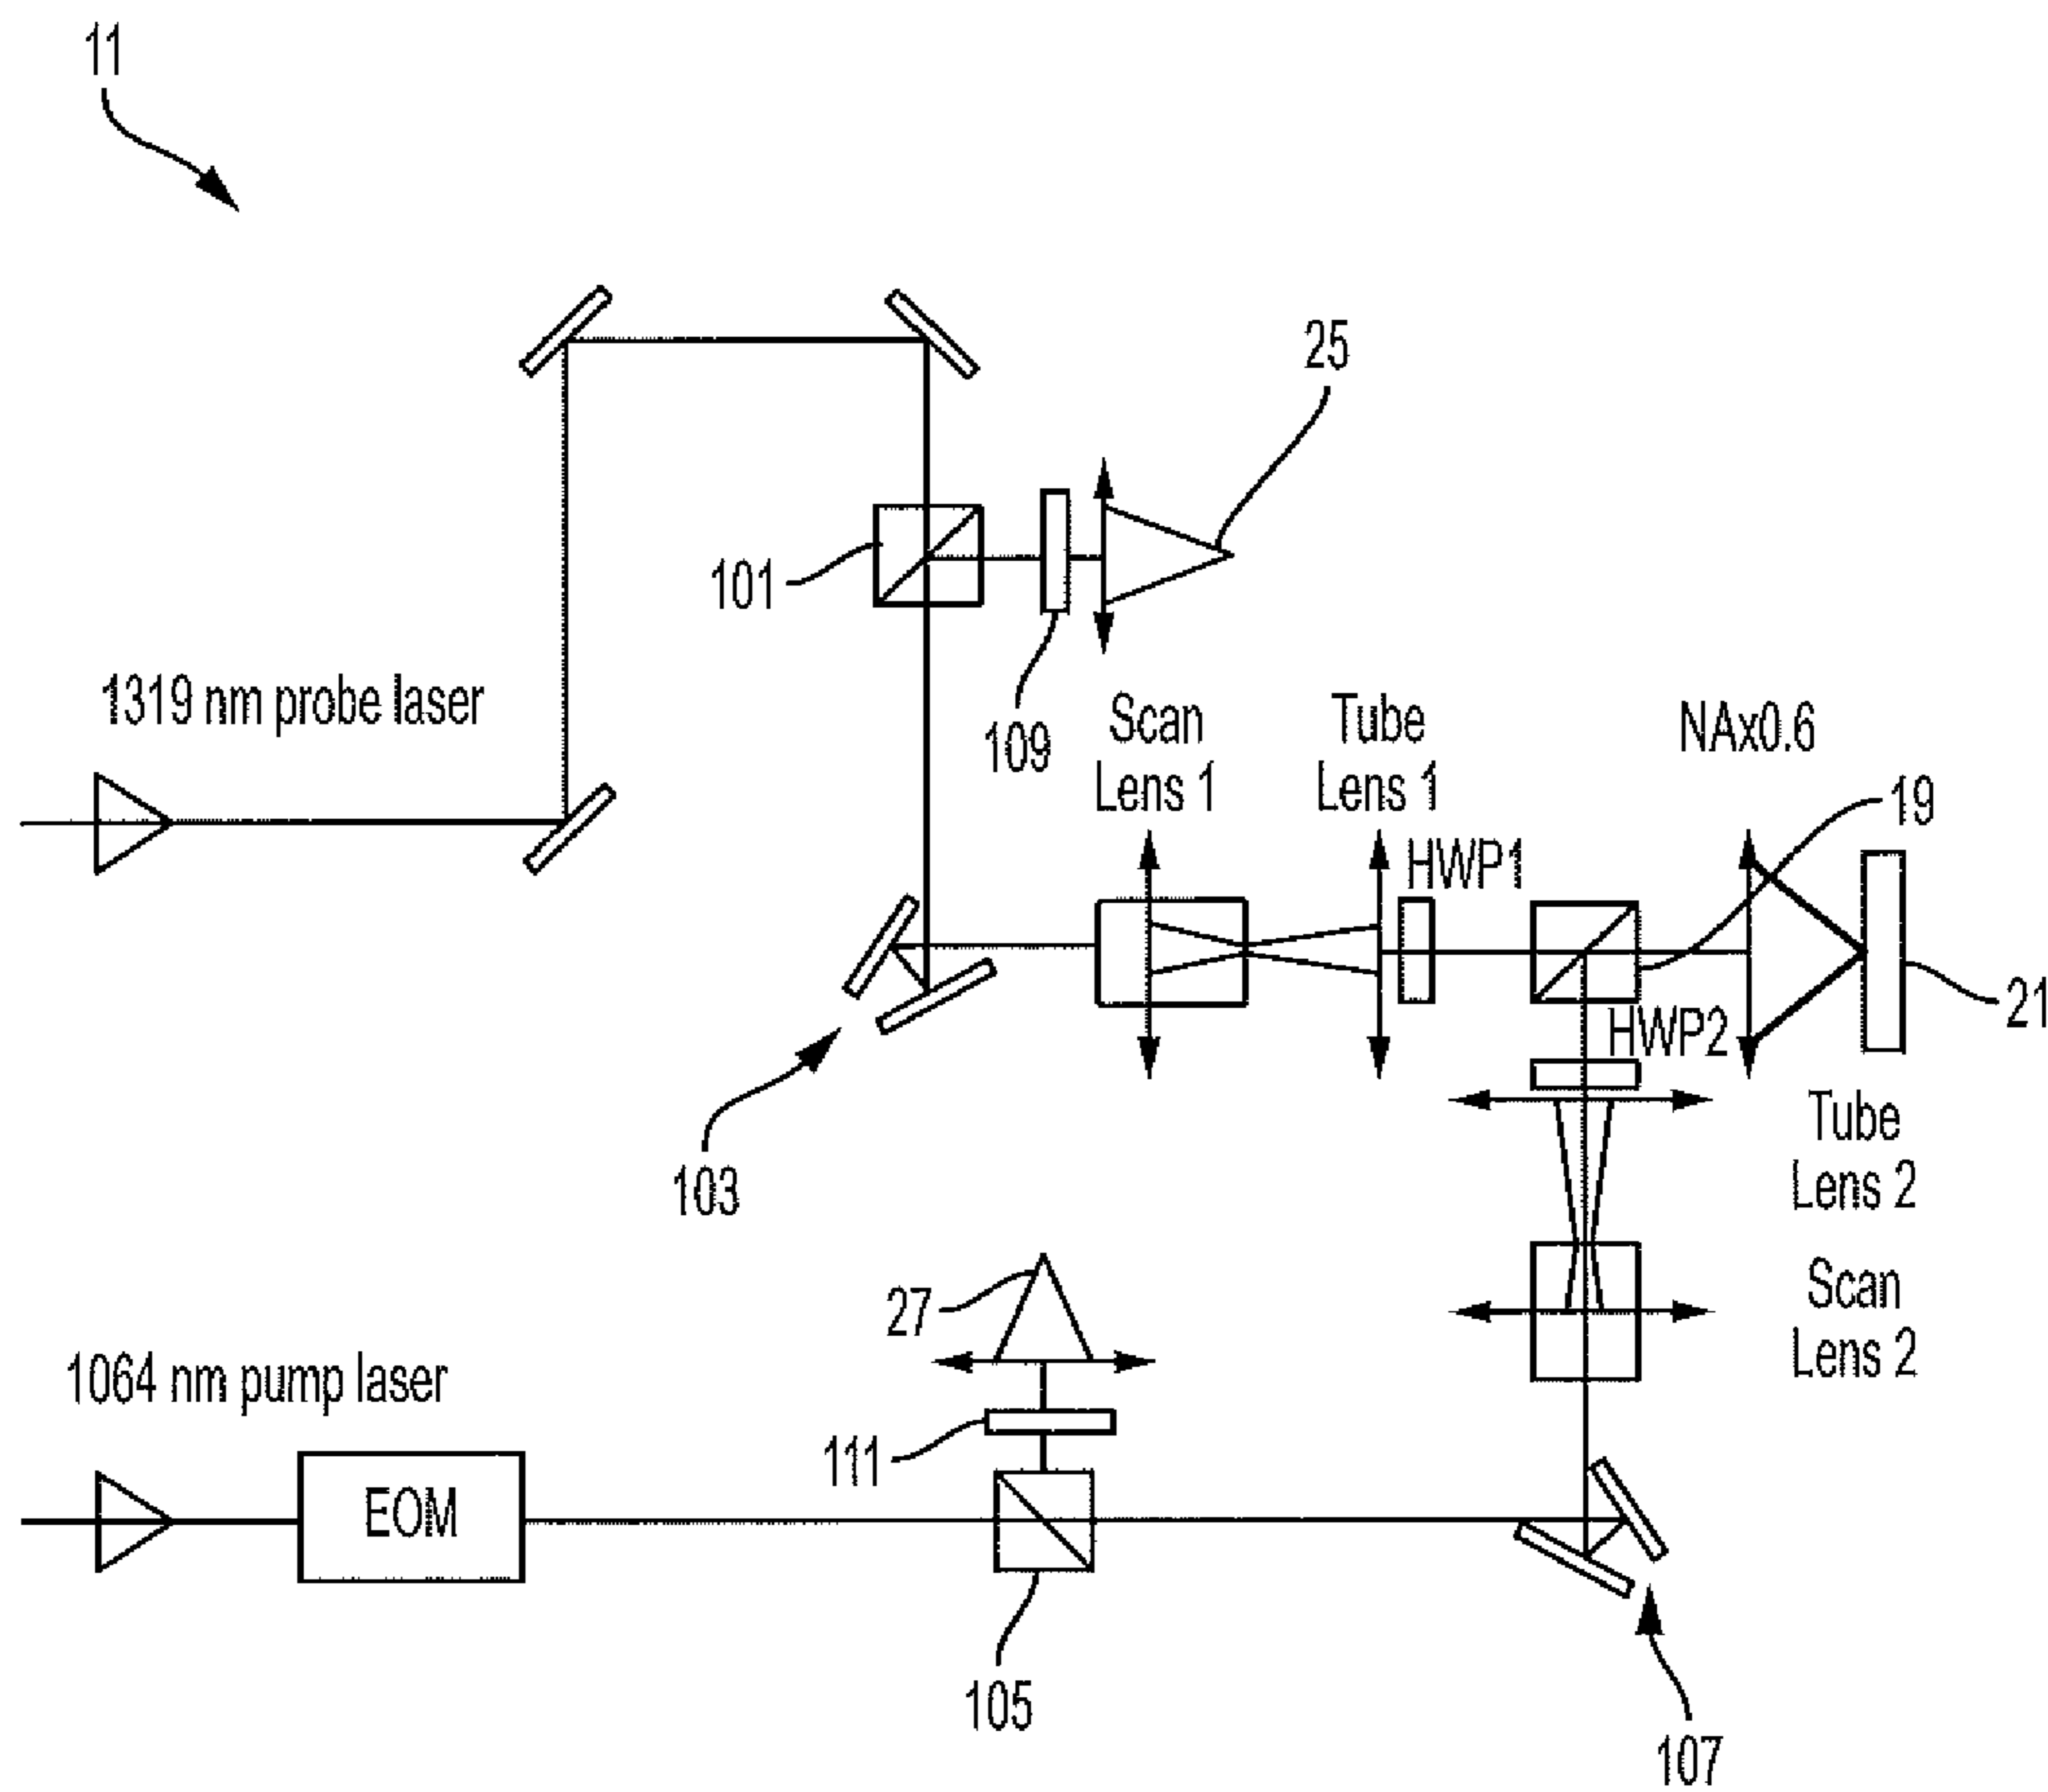 11
25
101
1319 nm probe laser
109
Scan
Lens 1
Tube
Lens 1
NAx0.6
19
HWP1
21
HWP2
103
Tube
Lens 2
27
Scan
Lens 2
1064 nm pump laser
111
EOM
105
107